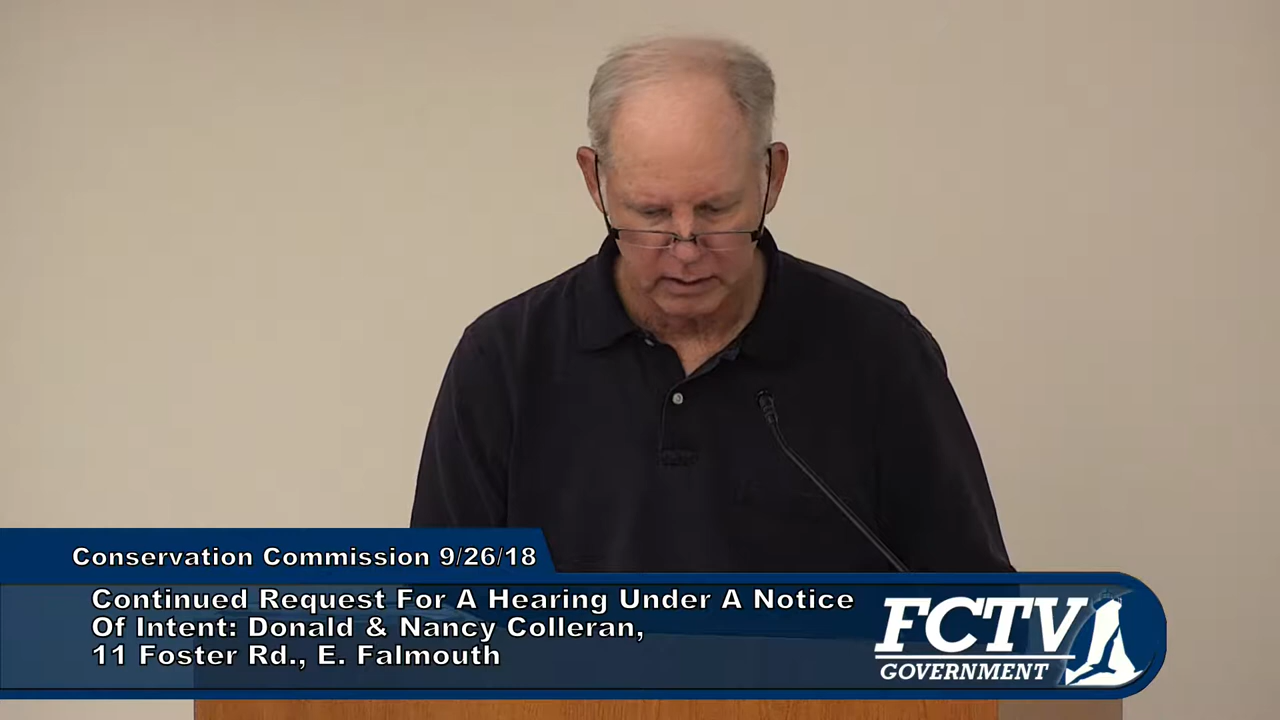 Conservation Commission 9/26/18
Continued Request For A Hearing Under A Notice
Of Intent: Donald & Nancy Colleran,
11 Foster Rd., E. Falmouth
FCTV
GOVERNMENT